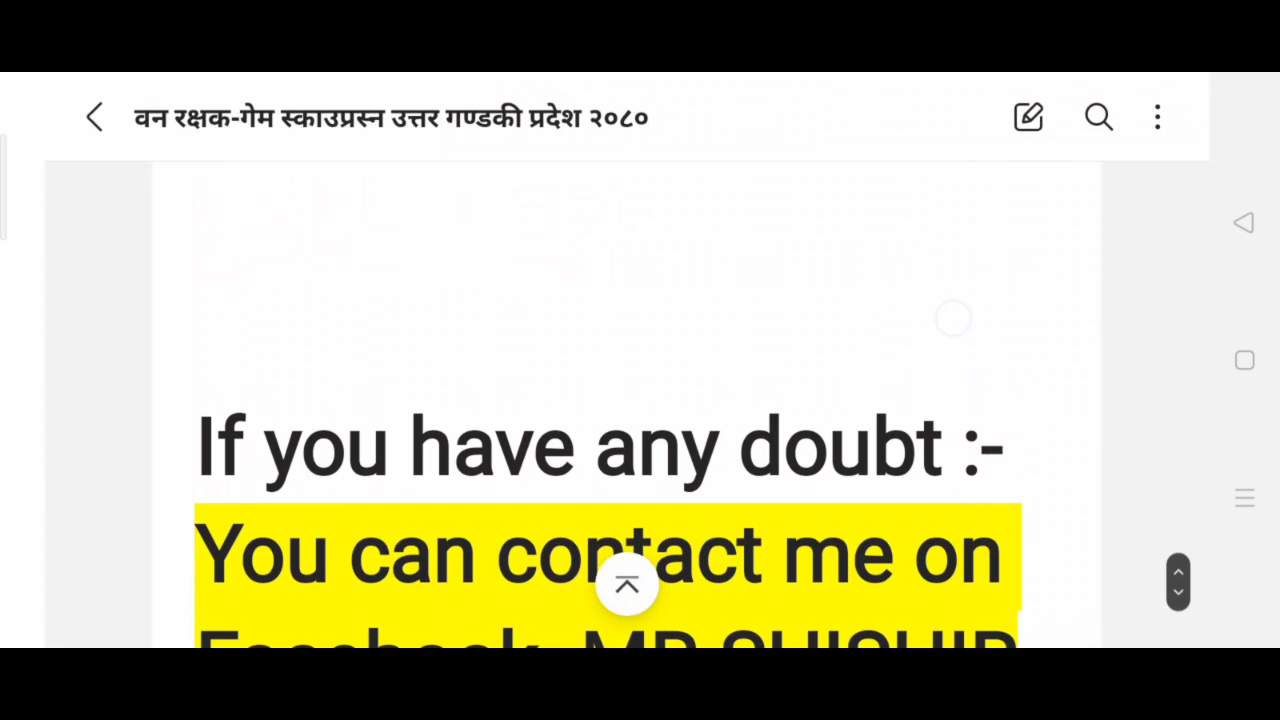 वन रक्षक-गेम स्काउप्रस्न उत्तर गण्डकी प्रदेश २०८०
If you have any doubt :-
You can contact me on